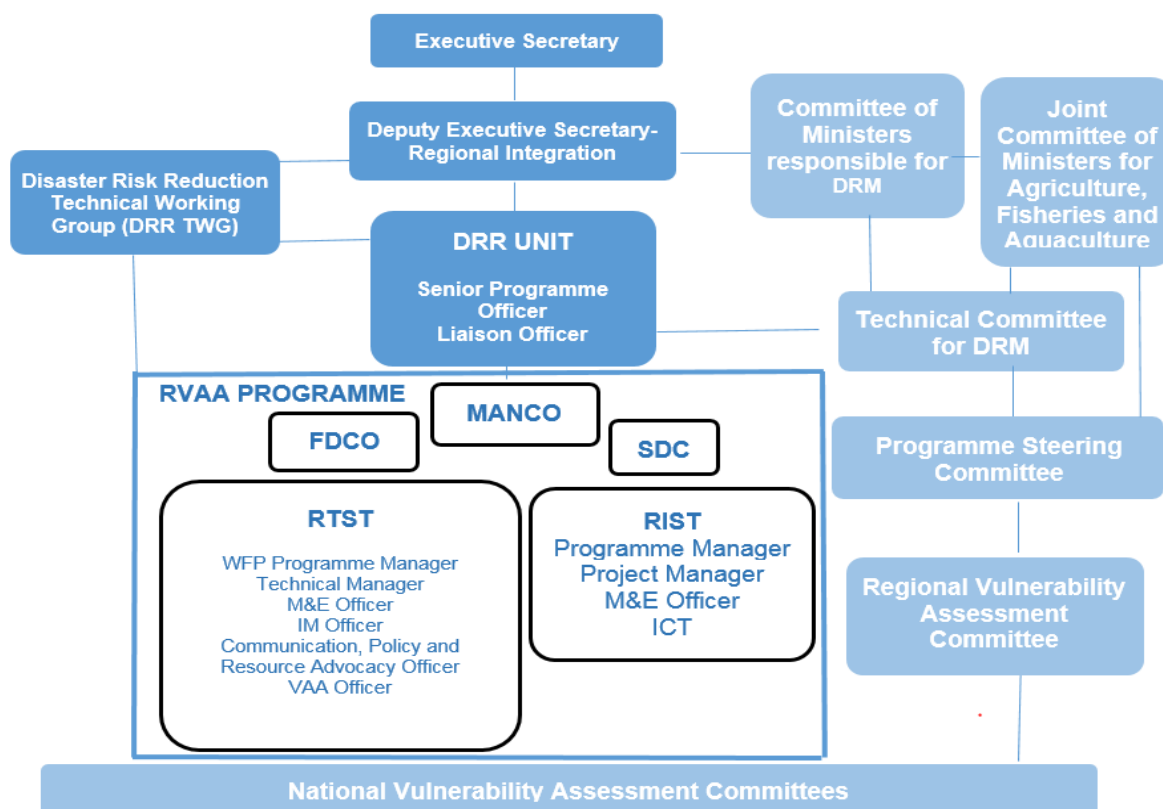 Executive Secretary
Deputy Executive Secretary-
Regional Integration
Committee of
Ministers
responsible for
DRM
Joint
Committee of
Ministers for
Agriculture,
Fisheries and
Aquaculture
Disaster Risk Reduction
Technical Working
Group (DRR TWG)
DRR UNIT
Senior Programme
Officer
Liaison Officer
Technical Committee
for DRM
RVAA PROGRAMME
MANCO
FDCO
SDC
Programme Steering
Committee
RTST
WFP Programme Manager
Technical Manager
M&E Officer
IM Officer
Communication, Policy and
Resource Advocacy Officer
VAA Officer
RIST
Programme Manager
Project Manager
M&E Officer
ICT
Regional Vulnerability
Assessment
Committee
National Vulnerability Assessment Committees